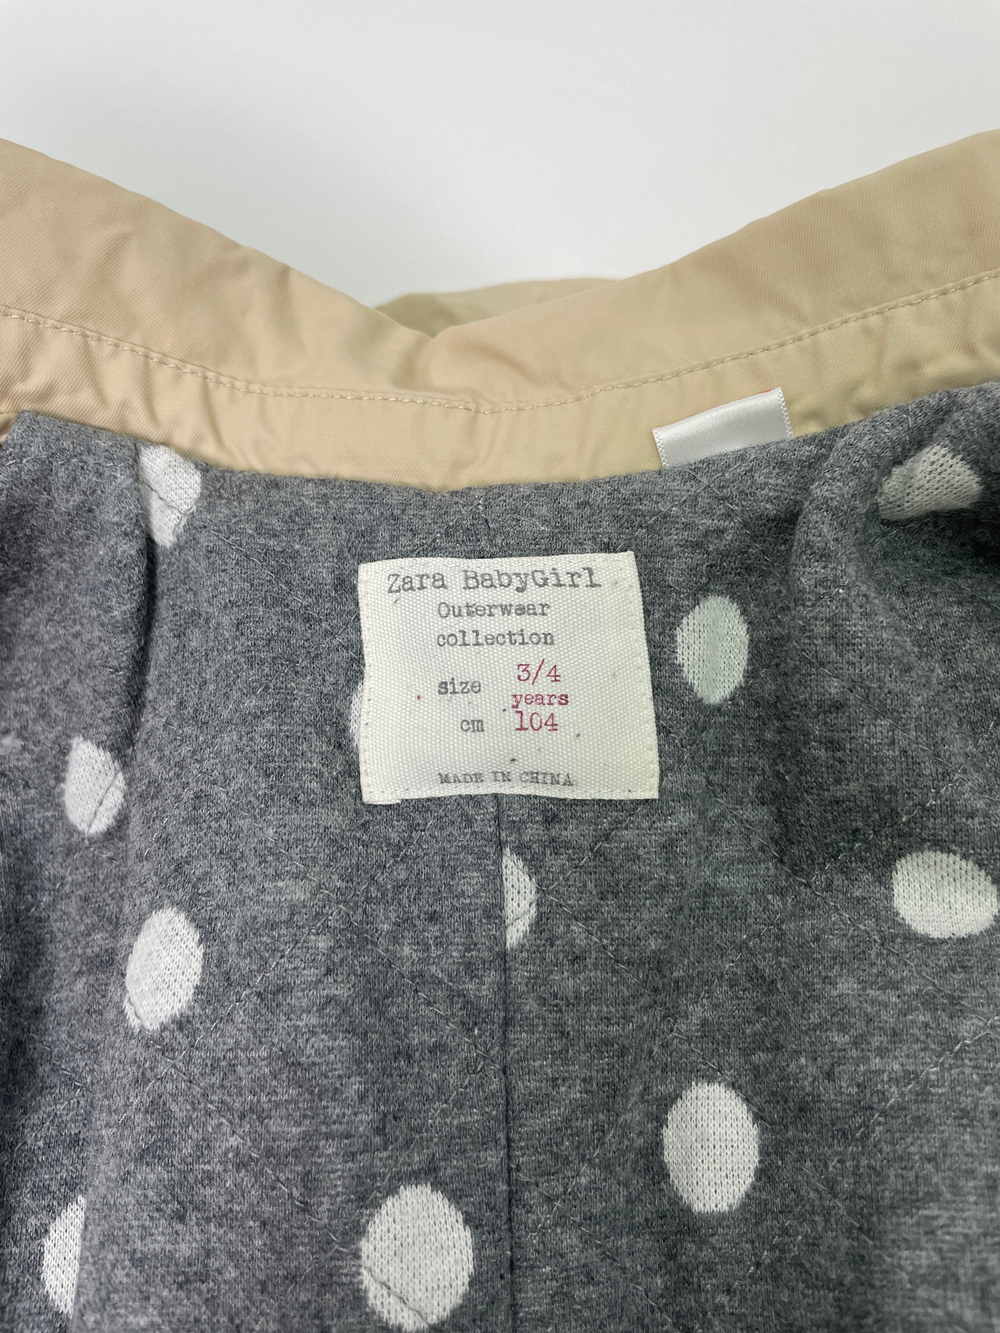 Zara BabyGirl
Outerwear
collection
size 3/4
years
cm 104
MADE IN CHINA